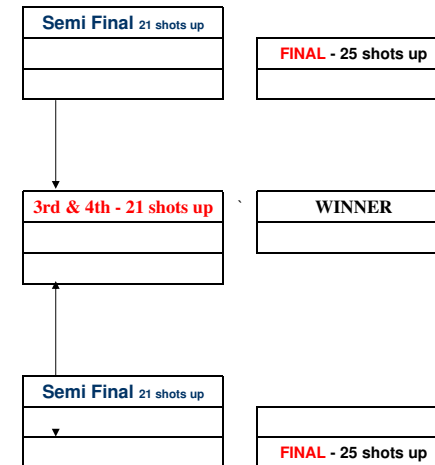 Semi Final 21 shots up
FINAL - 25 shots up
3rd & 4th - 21 shots up ` WINNER
Semi Final 21 shots up
FINAL - 25 shots up